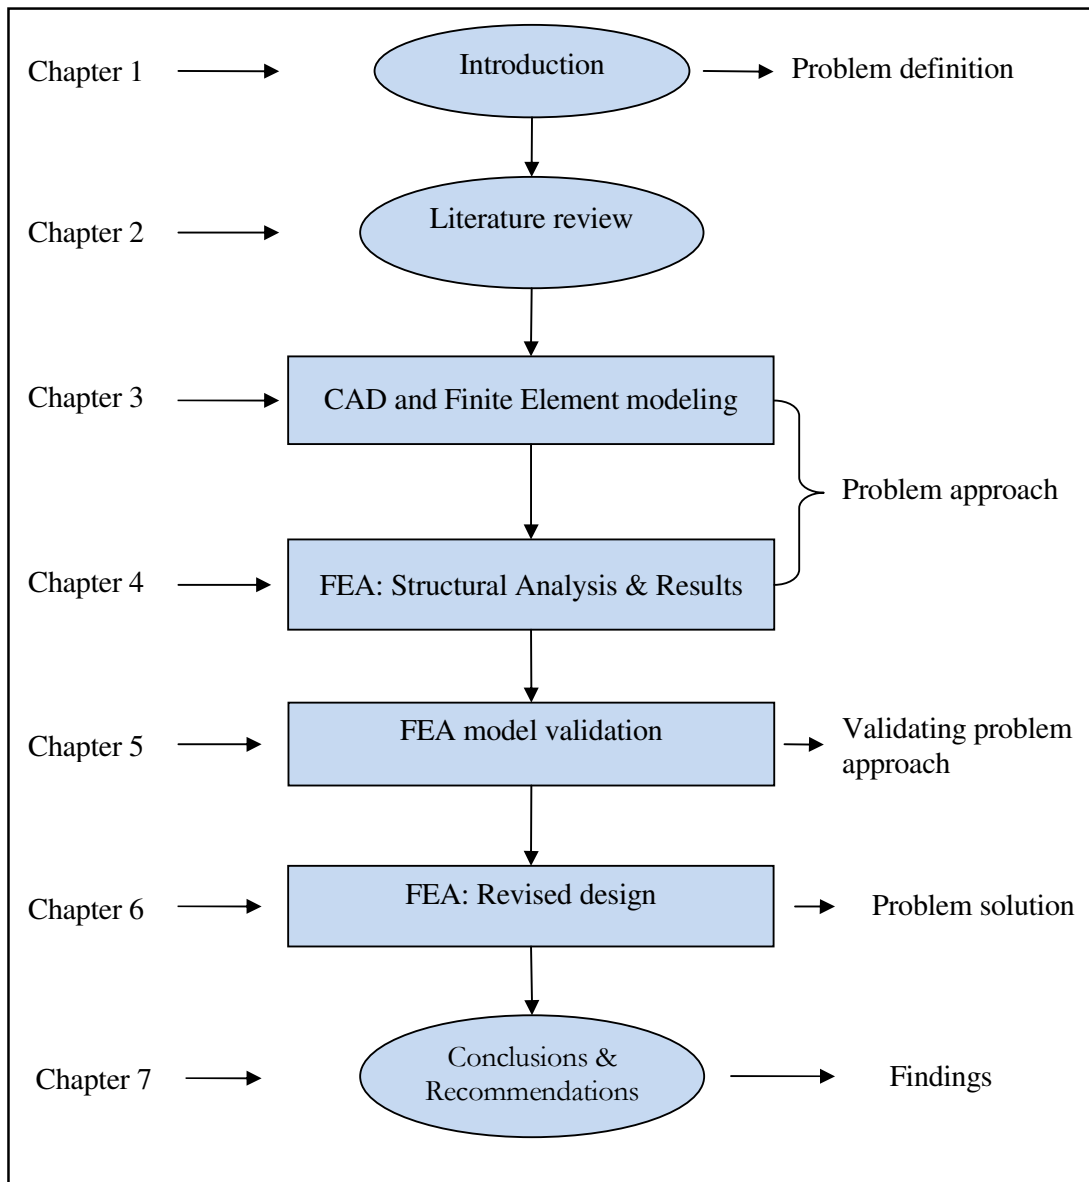 Chapter 1
Introduction
Problem definition
Chapter 2
Literature review
Chapter 3
CAD and Finite Element modeling
Problem approach
Chapter 4
FEA: Structural Analysis & Results
Chapter 5
FEA model validation
Validating problem
approach
Chapter 6
FEA: Revised design
Problem solution
Chapter 7
Conclusions &
Recommendations
Findings